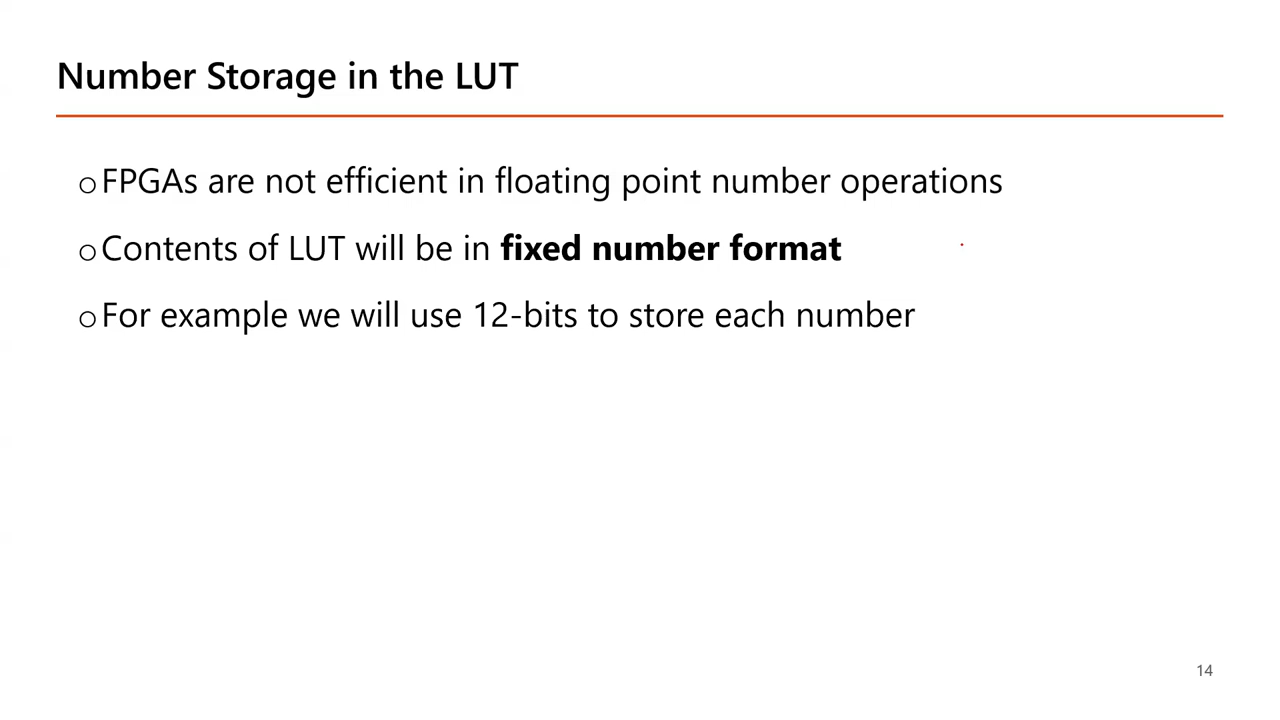 Number Storage in the LUT
○FPGAs are not efficient in floating point number operations
○Contents of LUT will be in fixed number format
○For example we will use 12-bits to store each number
14